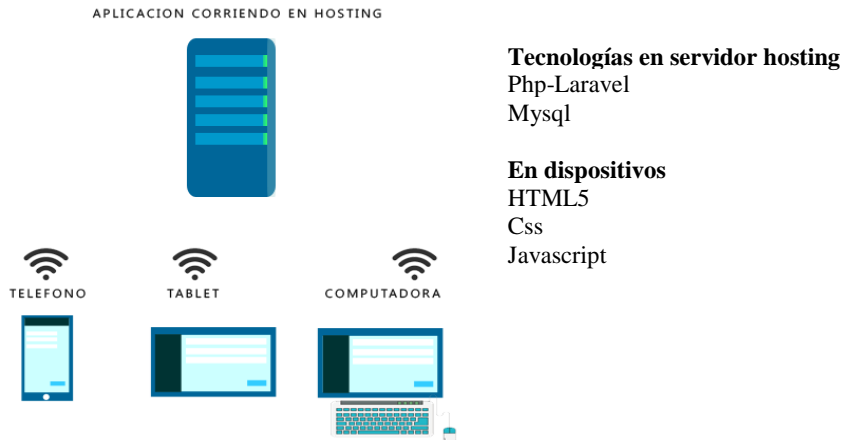 APLICACION CORRIENDO EN HOSTING
Tecnologías en servidor hosting
Php-Laravel
Mysql
En dispositivos
HTML5
Css
Javascript
TELEFONO
TABLET
COMPUTADORA